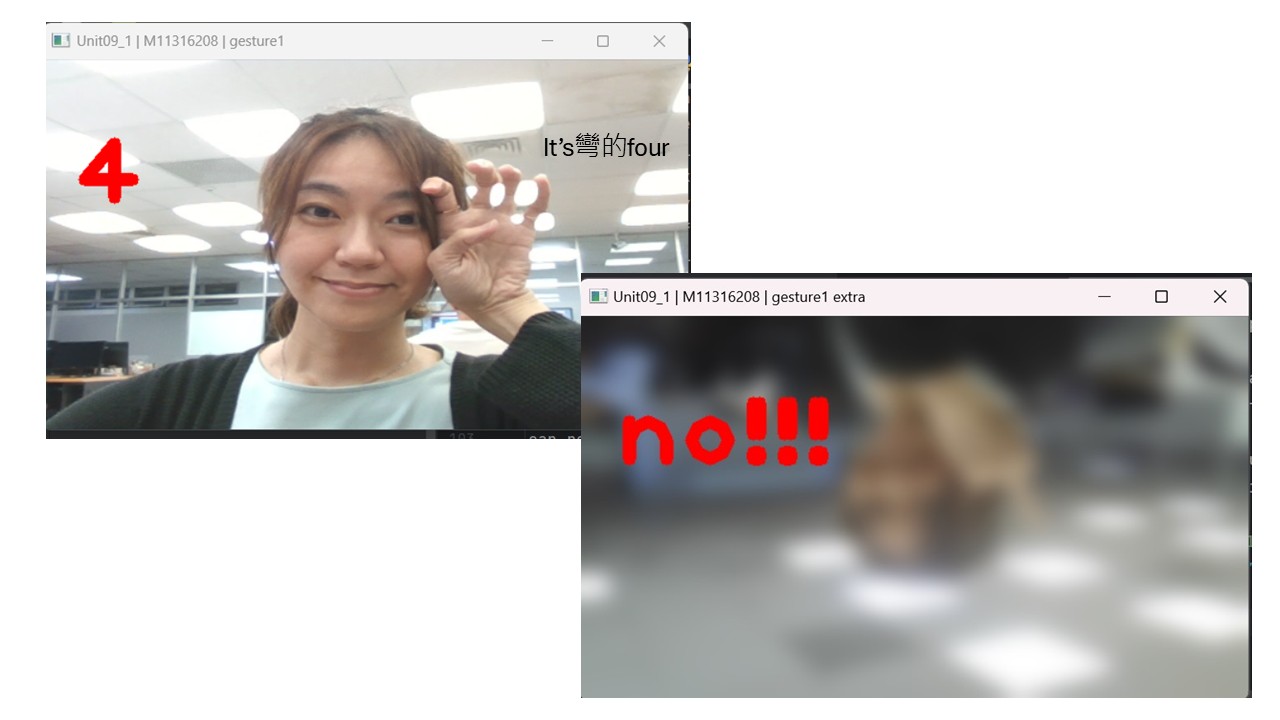 Unit09_1 | M11316208 | gesture1
4
It's彎的four
Unit09_1 | M11316208 | gesture1 extra
no!!!